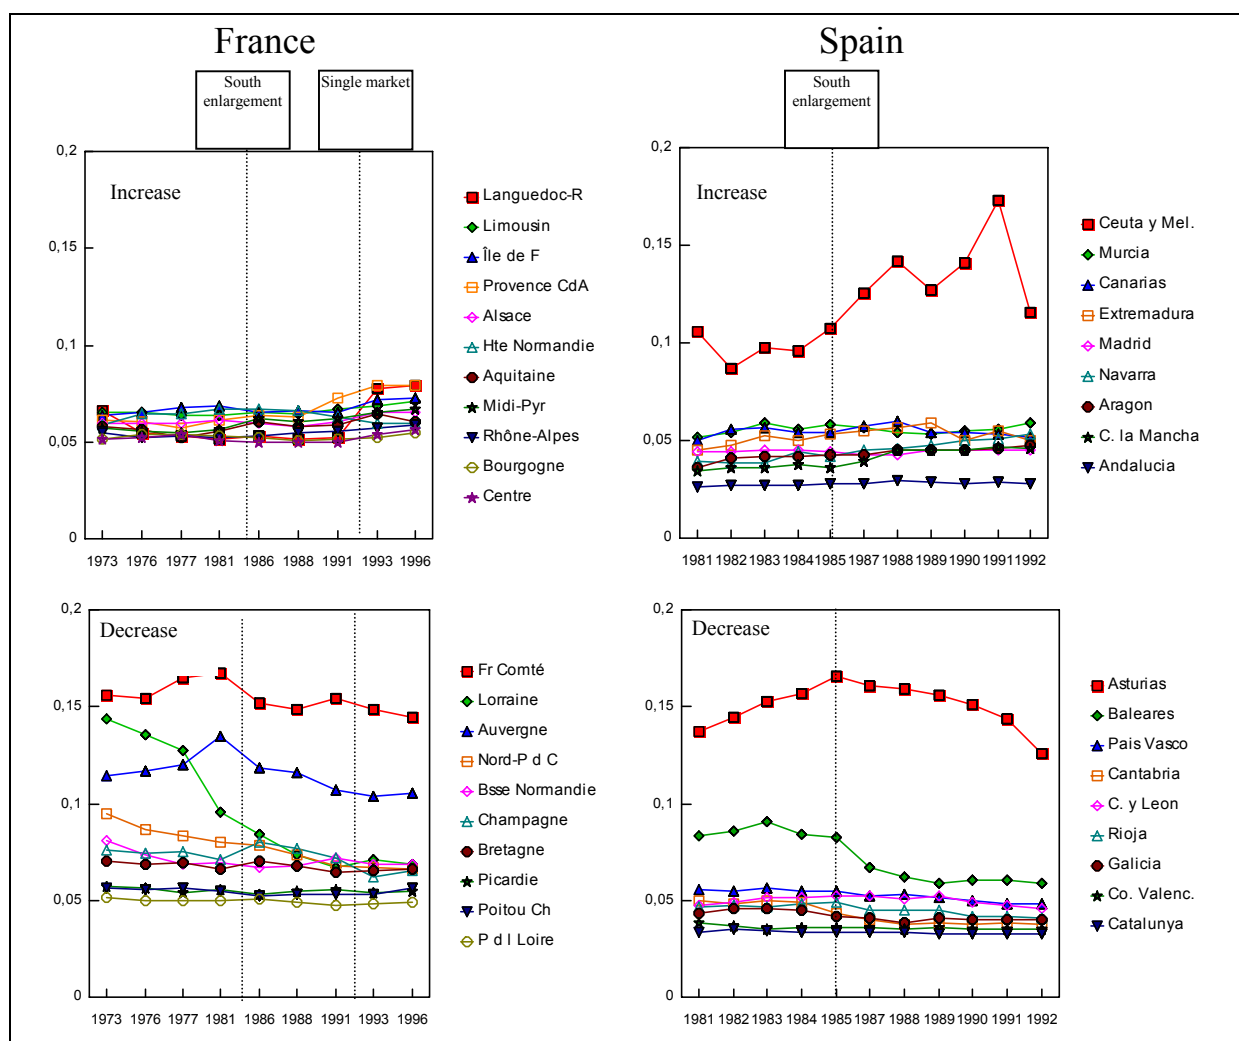 France
Spain
South
enlargement
Single market
South
enlargement
0,2
0,15
0,1
0,05
0
Increase
1973 1976 1977 1981 1986 1988 1991 1993 1996
Languedoc-R
Limousin
Île de F
Provence CdA
Alsace
Hte Normandie
Aquitaine
Midi-Pyr
Rhône-Alpes
Bourgogne
Centre
0,2
0,15
0,1
0,05
0
Increase
1981 1982 1983 1984 1985 1987 1988 1989 1990 1991 1992
Ceuta y Mel.
Murcia
Canarias
Extremadura
Madrid
Navarra
Aragon
C. la Mancha
Andalucia
0,2
0,15
0,1
0,05
0
Decrease
1973 1976 1977 1981 1986 1988 1991 1993 1996
Fr Comté
Lorraine
Auvergne
Nord-P d C
Bsse Normandie
Champagne
Bretagne
Picardie
Poitou Ch
P d l Loire
0,2
0,15
0,1
0,05
0
Decrease
1981 1982 1983 1984 1985 1987 1988 1989 1990 1991 1992
Asturias
Baleares
Pais Vasco
Cantabria
C. y Leon
Rioja
Galicia
Co. Valenc.
Catalunya